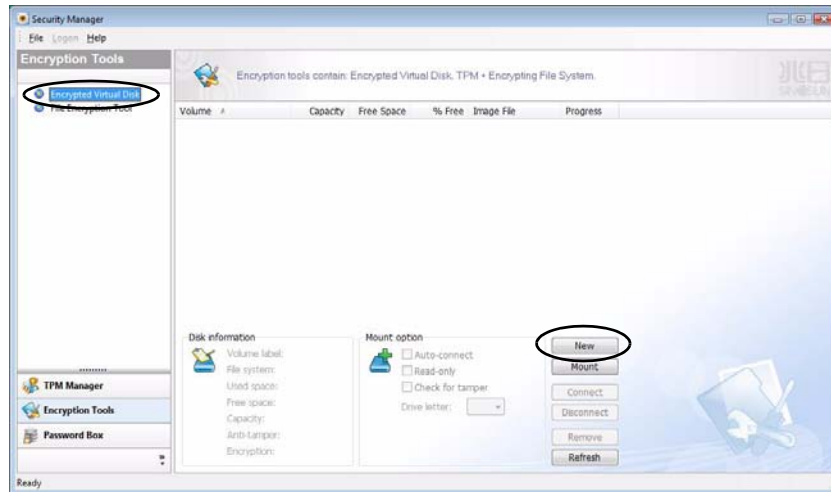 Security Manager
File Logon Help
Encryption Tools
Encrypted Virtual Disk
File Encryption Tool
Encryption tools contain: Encrypted Virtual Disk, TPM + Encrypting File System.
Volume Capacity Free Space % Free Image File Progress
Disk information
Volume label:
File system:
Used space:
Free space:
Capacity:
Anti-tamper:
Encryption:
Mount option
Auto-connect
Read-only
Check for tamper
Drive letter:
New
Mount
Connect
Disconnect
Remove
Refresh
TPM Manager
Encryption Tools
Password Box
Ready